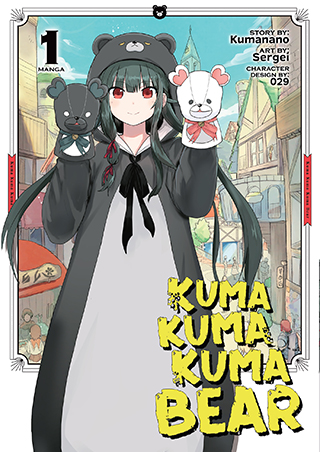 1
MANGA
STORY BY:
Kumanano
ART BY:
Sergei
CHARACTER
DESIGN BY:
029
KUMA
KUMA
KUMA
BEAR